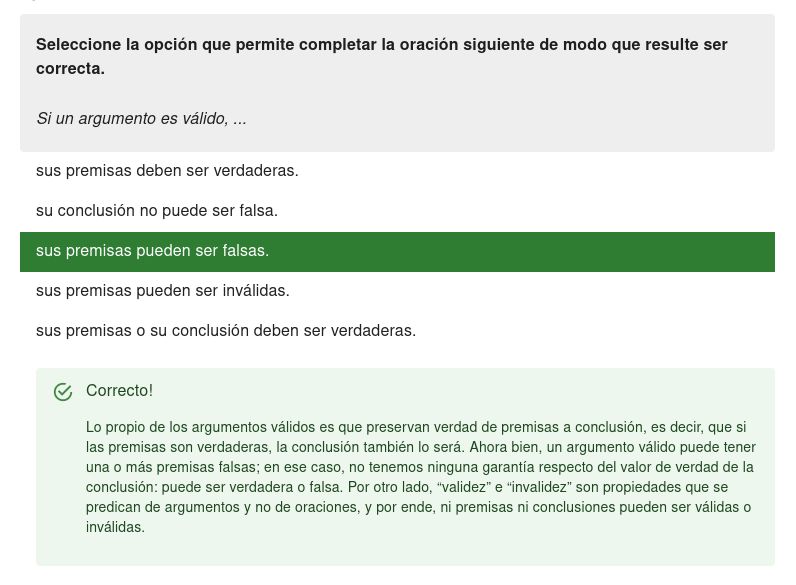 Seleccione la opción que permite completar la oración siguiente de modo que resulte ser
correcta.
Si un argumento es válido, ...
sus premisas deben ser verdaderas.
su conclusión no puede ser falsa.
sus premisas pueden ser falsas.
sus premisas pueden ser inválidas.
sus premisas o su conclusión deben ser verdaderas.
Correcto!
Lo propio de los argumentos válidos es que preservan verdad de premisas a conclusión, es decir, que si
las premisas son verdaderas, la conclusión también lo será. Ahora bien, un argumento válido puede tener
una o más premisas falsas; en ese caso, no tenemos ninguna garantía respecto del valor de verdad de la
conclusión: puede ser verdadera o falsa. Por otro lado, “validez” e “invalidez” son propiedades que se
predican de argumentos y no de oraciones, y por ende, ni premisas ni conclusiones pueden ser válidas o
inválidas.